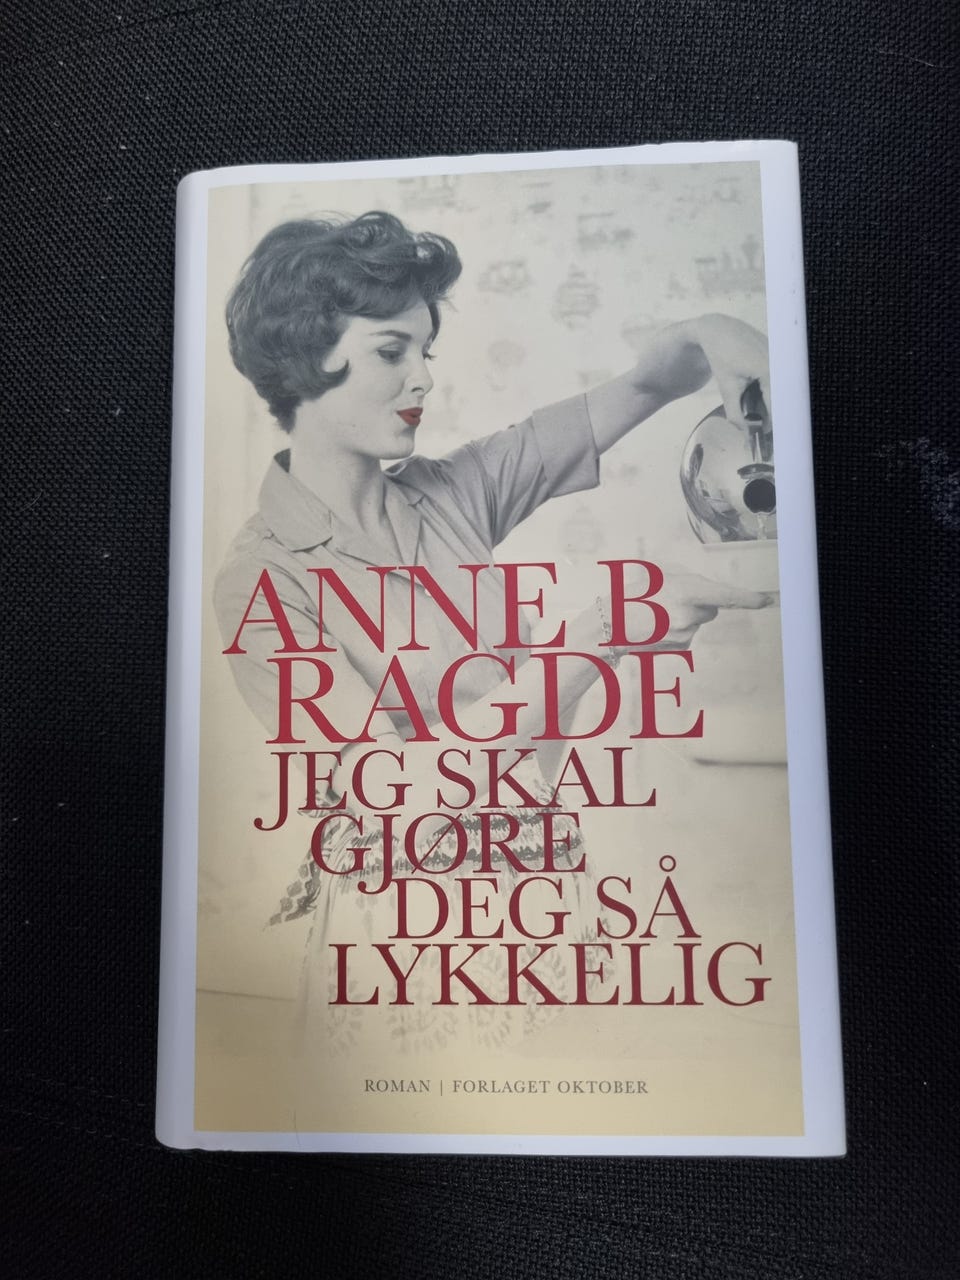 ANNE B
RAGDE
JEG SKAL
GJØRE
DEG SÅ
LYKKELIG
ROMAN | FORLAGET OKTOBER